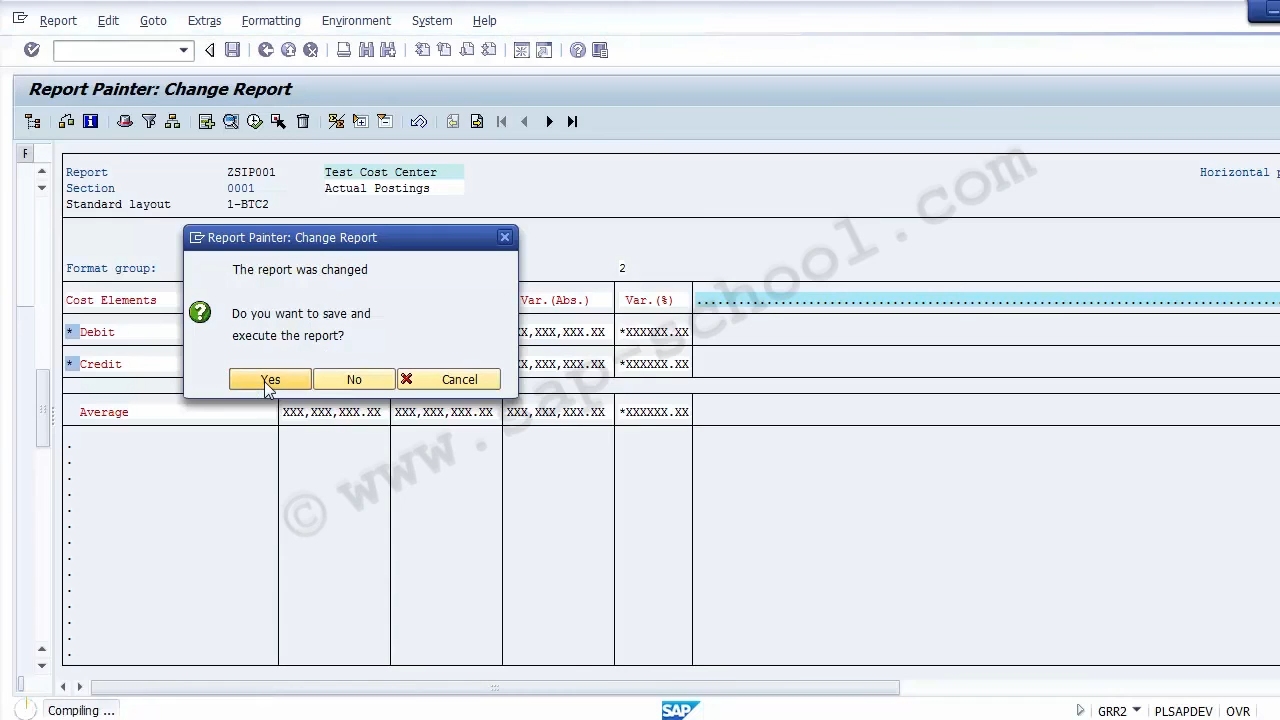 Report Edit Goto Extras Formatting Environment System Help
Report Painter: Change Report
F
Report ZSIP001 Test Cost Center Horizontal p
Section 0001 Actual Postings
Standard layout 1-BTC2
Report Painter: Change Report
The report was changed
Do you want to save and
execute the report?
Yes No Cancel
Format group: 2
Cost Elements Var.(Abs.) Var.(%)
* Debit XX,XXX,XXX.XX *XXXXXX.XX
* Credit XX,XXX,XXX.XX *XXXXXX.XX
Average XXX,XXX,XXX.XX XXX,XXX,XXX.XX XXX,XXX,XXX.XX *XXXXXX.XX
© www.sap-school.com
Compiling ... SAP GRR2 PLSAPDEV OVR